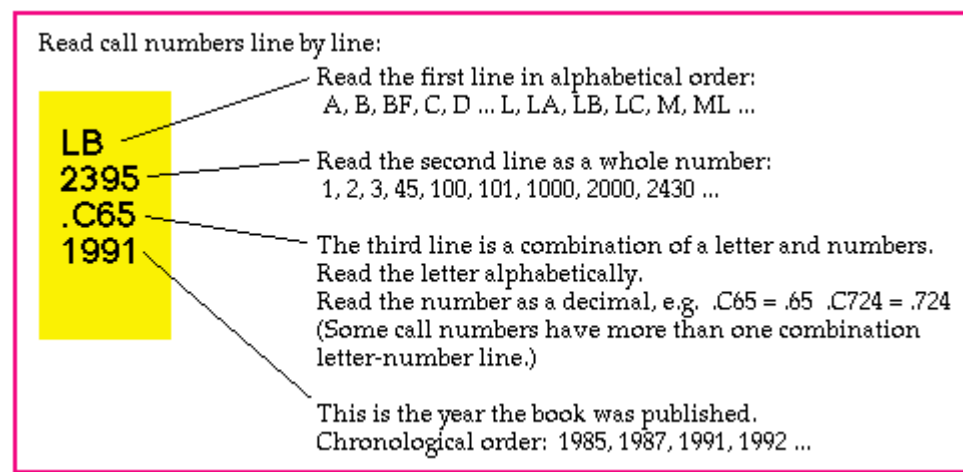 Read call numbers line by line:
LB
2395
.C65
1991
Read the first line in alphabetical order:
A, B, BF, C, D ... L, LA, LB, LC, M, ML ...
Read the second line as a whole number:
1, 2, 3, 45, 100, 101, 1000, 2000, 2430 ...
The third line is a combination of a letter and numbers.
Read the letter alphabetically.
Read the number as a decimal, e.g. .C65 = .65 .C724 = .724
(Some call numbers have more than one combination
letter-number line.)
This is the year the book was published.
Chronological order: 1985, 1987, 1991, 1992 ...